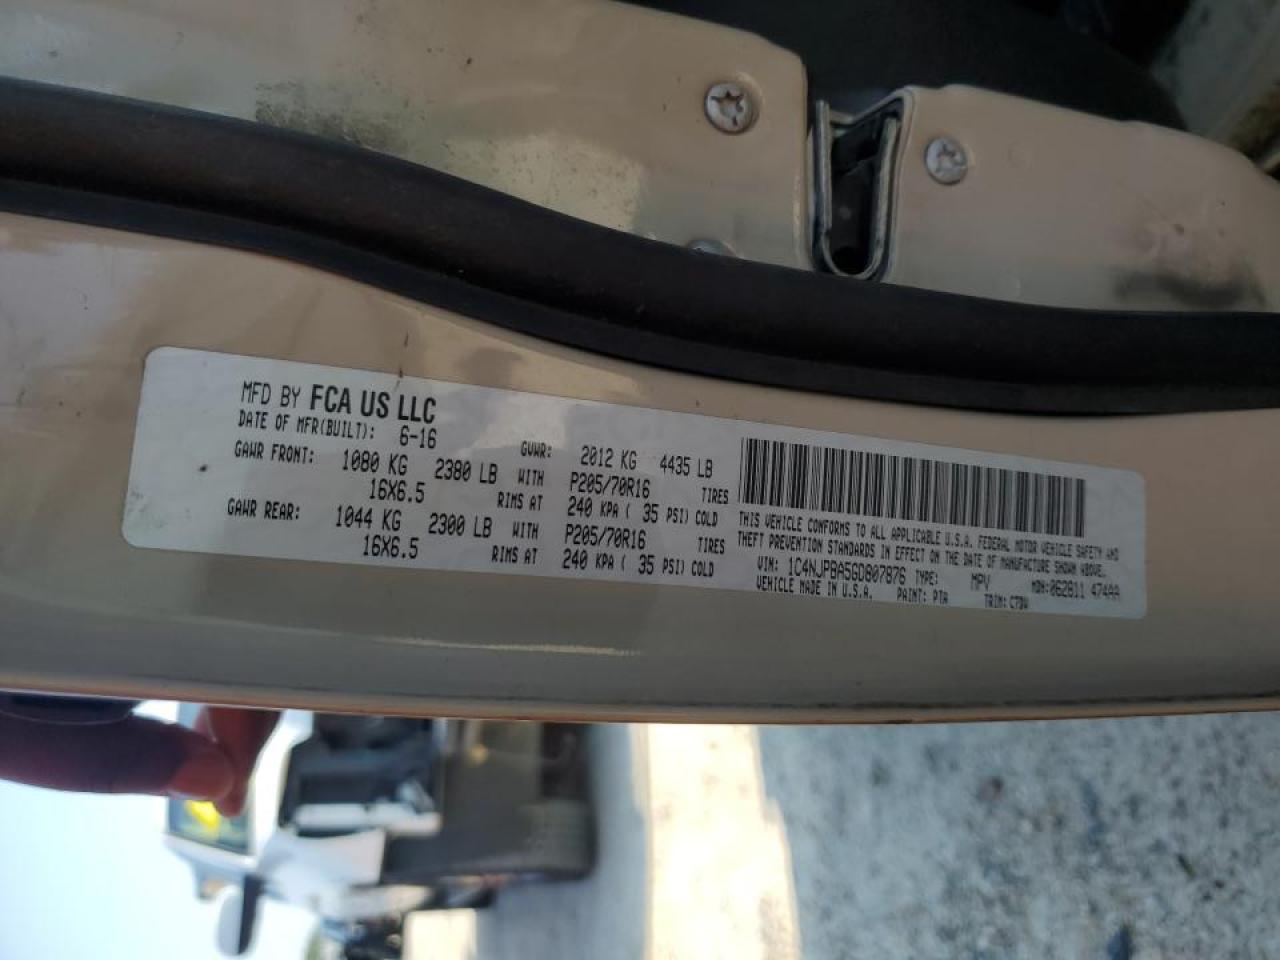 MFD BY FCA US LLC
DATE OF MFR(BUILT): 6-16 GVWR: 2012 KG 4435 LB
GAWR FRONT: 1080 KG 2380 LB WITH P205/70R16 TIRES
16X6.5 RIMS AT 240 KPA ( 35 PSI) COLD
GAWR REAR: 1044 KG 2300 LB WITH P205/70R16 TIRES
16X6.5 RIMS AT 240 KPA ( 35 PSI) COLD
THIS VEHICLE CONFORMS TO ALL APPLICABLE U.S.A. FEDERAL MOTOR VEHICLE SAFETY AND
THEFT PREVENTION STANDARDS IN EFFECT ON THE DATE OF MANUFACTURE SHOWN ABOVE.
VIN: 1C4NJPBA5GD807876 TYPE: MPV MDH:062811 474AA
VEHICLE MADE IN U.S.A. PAINT: PTA TRIM: